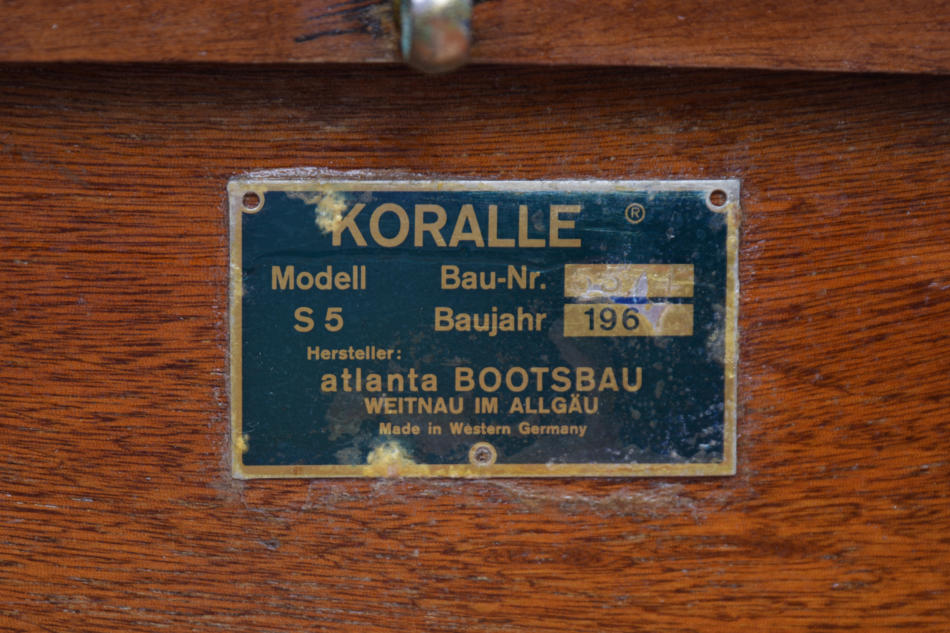 KORALLE ®
Modell Bau-Nr.
S 5 Baujahr 196
Hersteller:
atlanta BOOTSBAU
WEITNAU IM ALLGÄU
Made in Western Germany